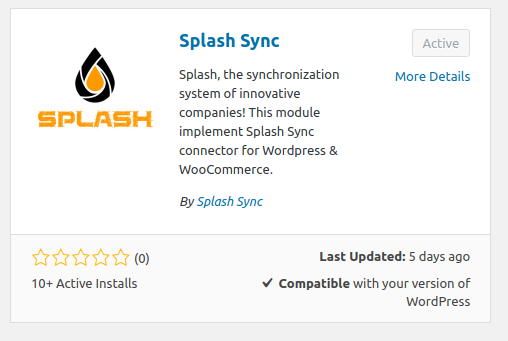 SPLASH
Splash Sync
Active
More Details
Splash, the synchronization
system of innovative
companies! This module
implement Splash Sync
connector for Wordpress &
WooCommerce.
By Splash Sync
(0)
10+ Active Installs
Last Updated: 5 days ago
✔ Compatible with your version of
WordPress